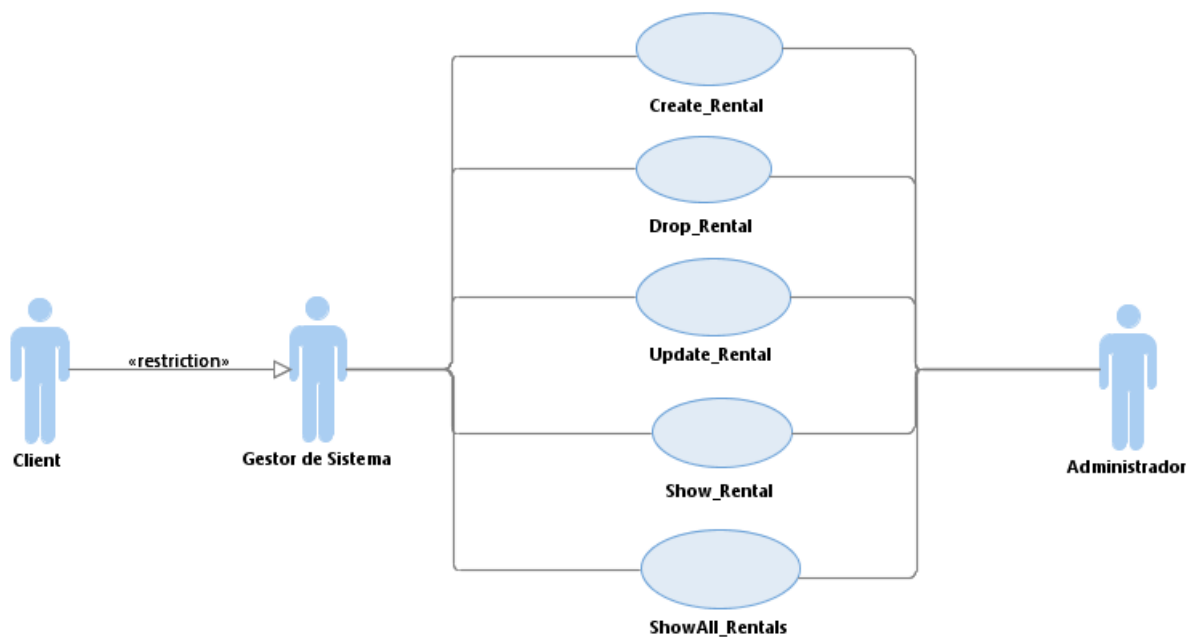 Create_Rental
Drop_Rental
Update_Rental
«restriction»
Client
Gestor de Sistema
Administrador
Show_Rental
ShowAll_Rentals